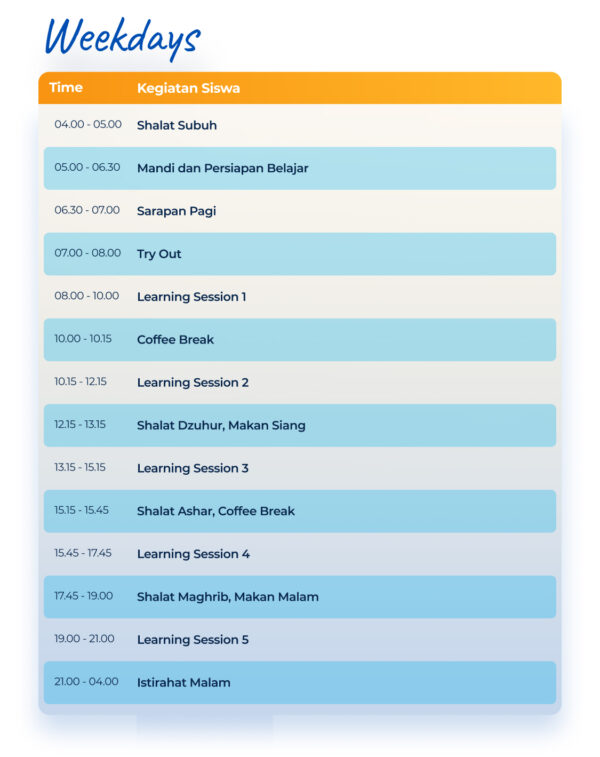 Weekdays
Time Kegiatan Siswa
04.00 - 05.00 Shalat Subuh
05.00 - 06.30 Mandi dan Persiapan Belajar
06.30 - 07.00 Sarapan Pagi
07.00 - 08.00 Try Out
08.00 - 10.00 Learning Session 1
10.00 - 10.15 Coffee Break
10.15 - 12.15 Learning Session 2
12.15 - 13.15 Shalat Dzuhur, Makan Siang
13.15 - 15.15 Learning Session 3
15.15 - 15.45 Shalat Ashar, Coffee Break
15.45 - 17.45 Learning Session 4
17.45 - 19.00 Shalat Maghrib, Makan Malam
19.00 - 21.00 Learning Session 5
21.00 - 04.00 Istirahat Malam